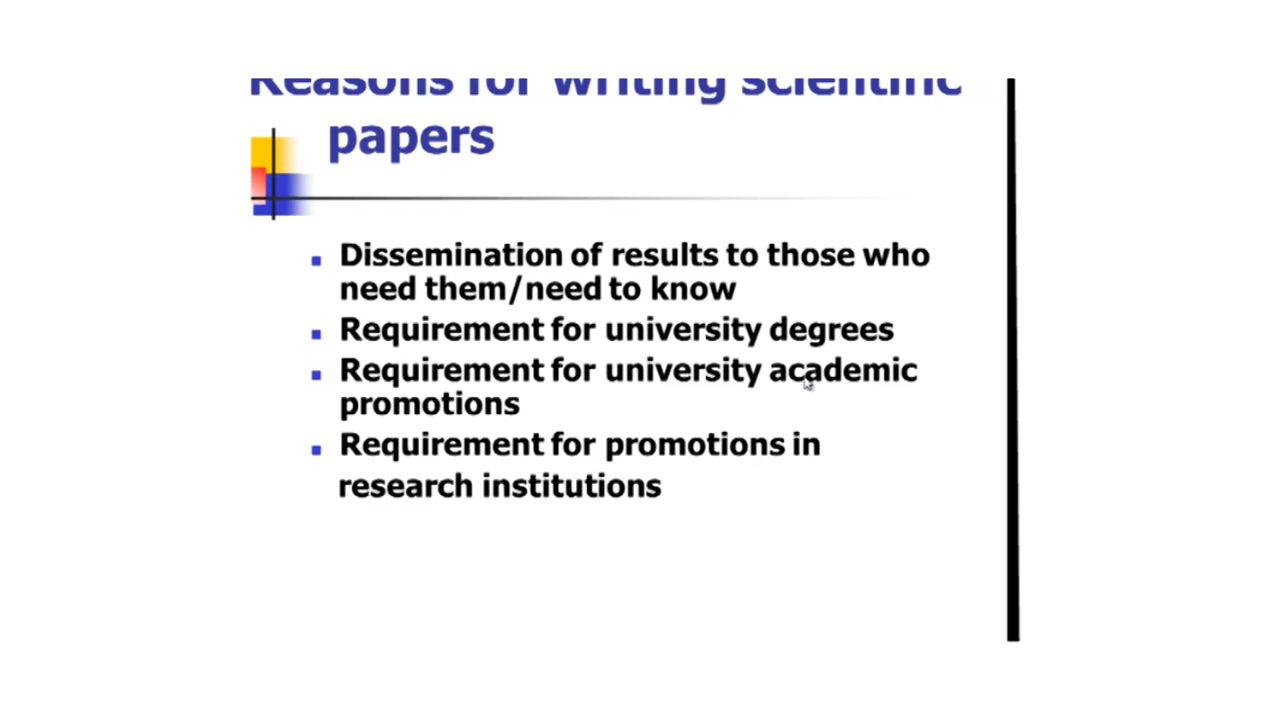 Reasons for writing scientific
papers
Dissemination of results to those who
need them/need to know
Requirement for university degrees
Requirement for university academic
promotions
Requirement for promotions in
research institutions